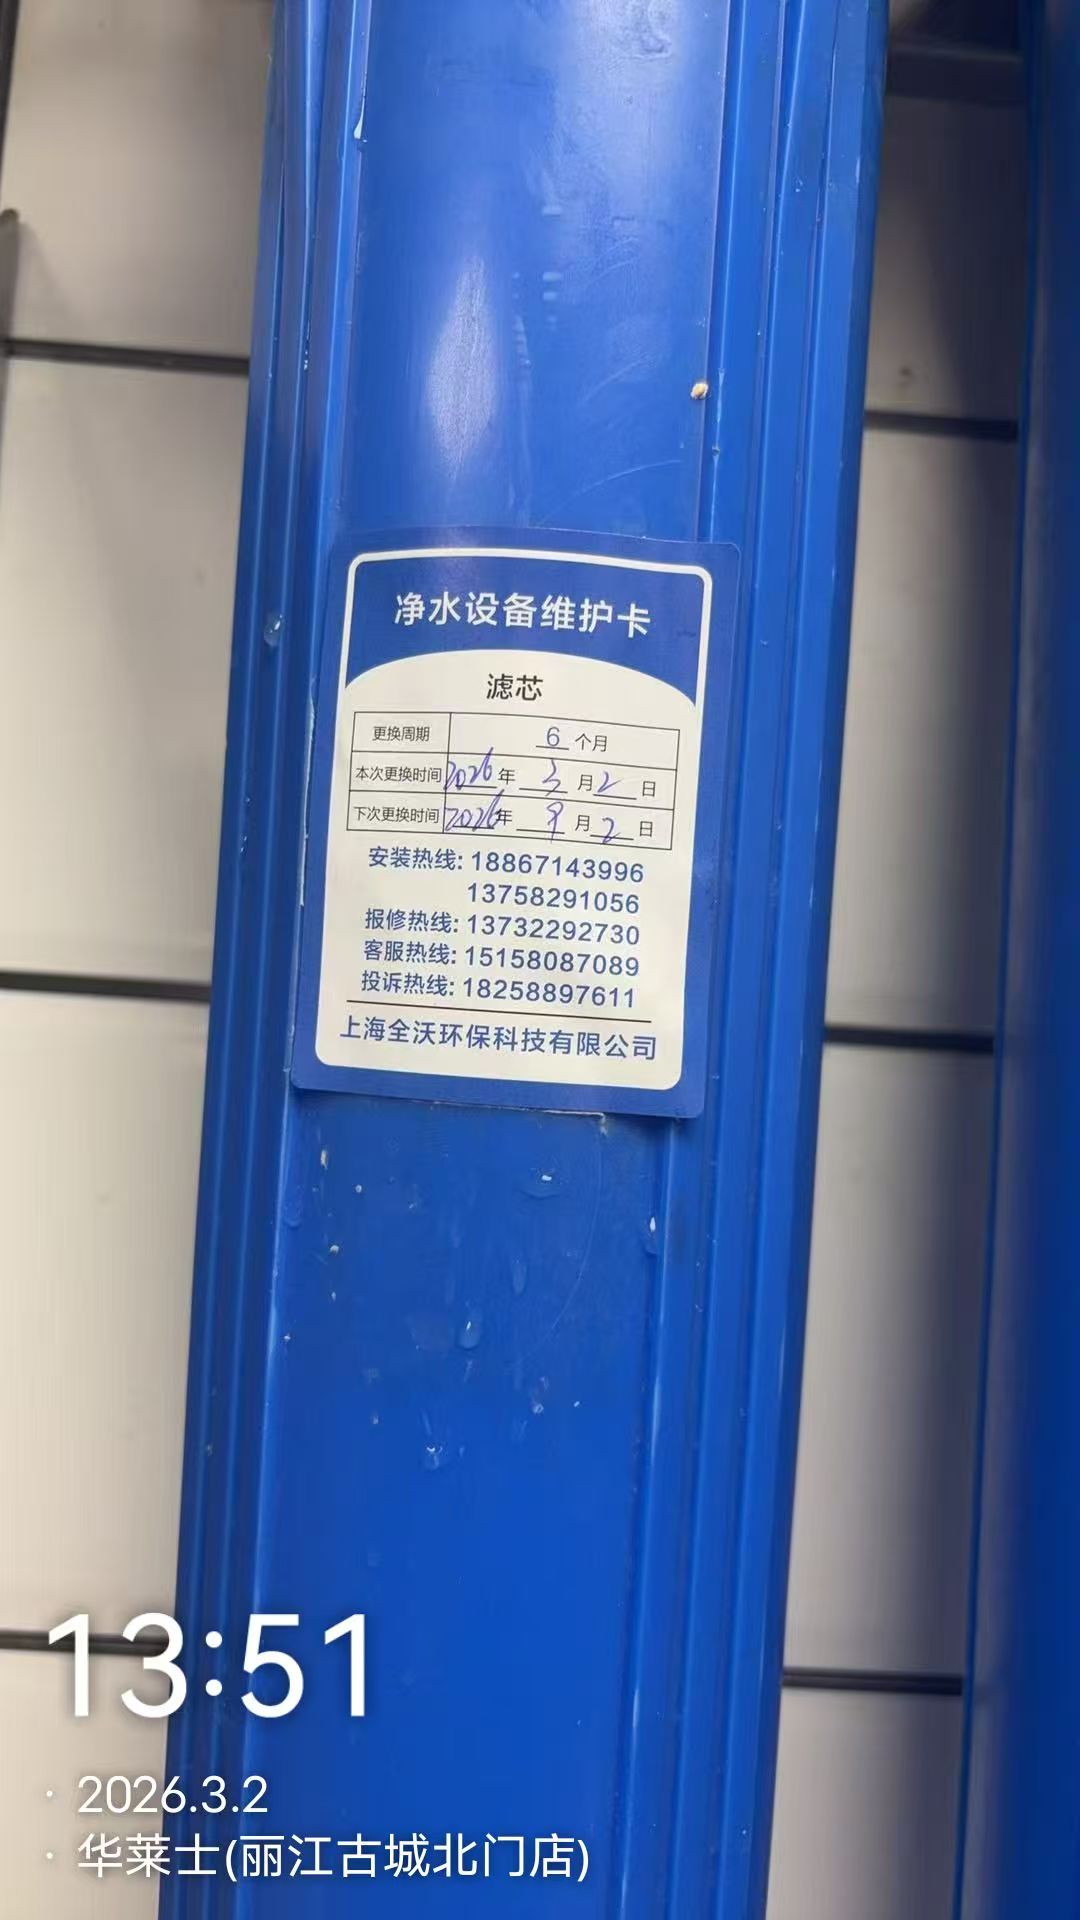 净水设备维护卡
滤芯
更换周期 6 个月
本次更换时间 2026 年 3 月 2 日
下次更换时间 2026 年 9 月 2 日
安装热线: 18867143996
13758291056
报修热线: 13732292730
客服热线: 15158087089
投诉热线: 18258897611
上海全沃环保科技有限公司
13:51
· 2026.3.2
· 华莱士(丽江古城北门店)